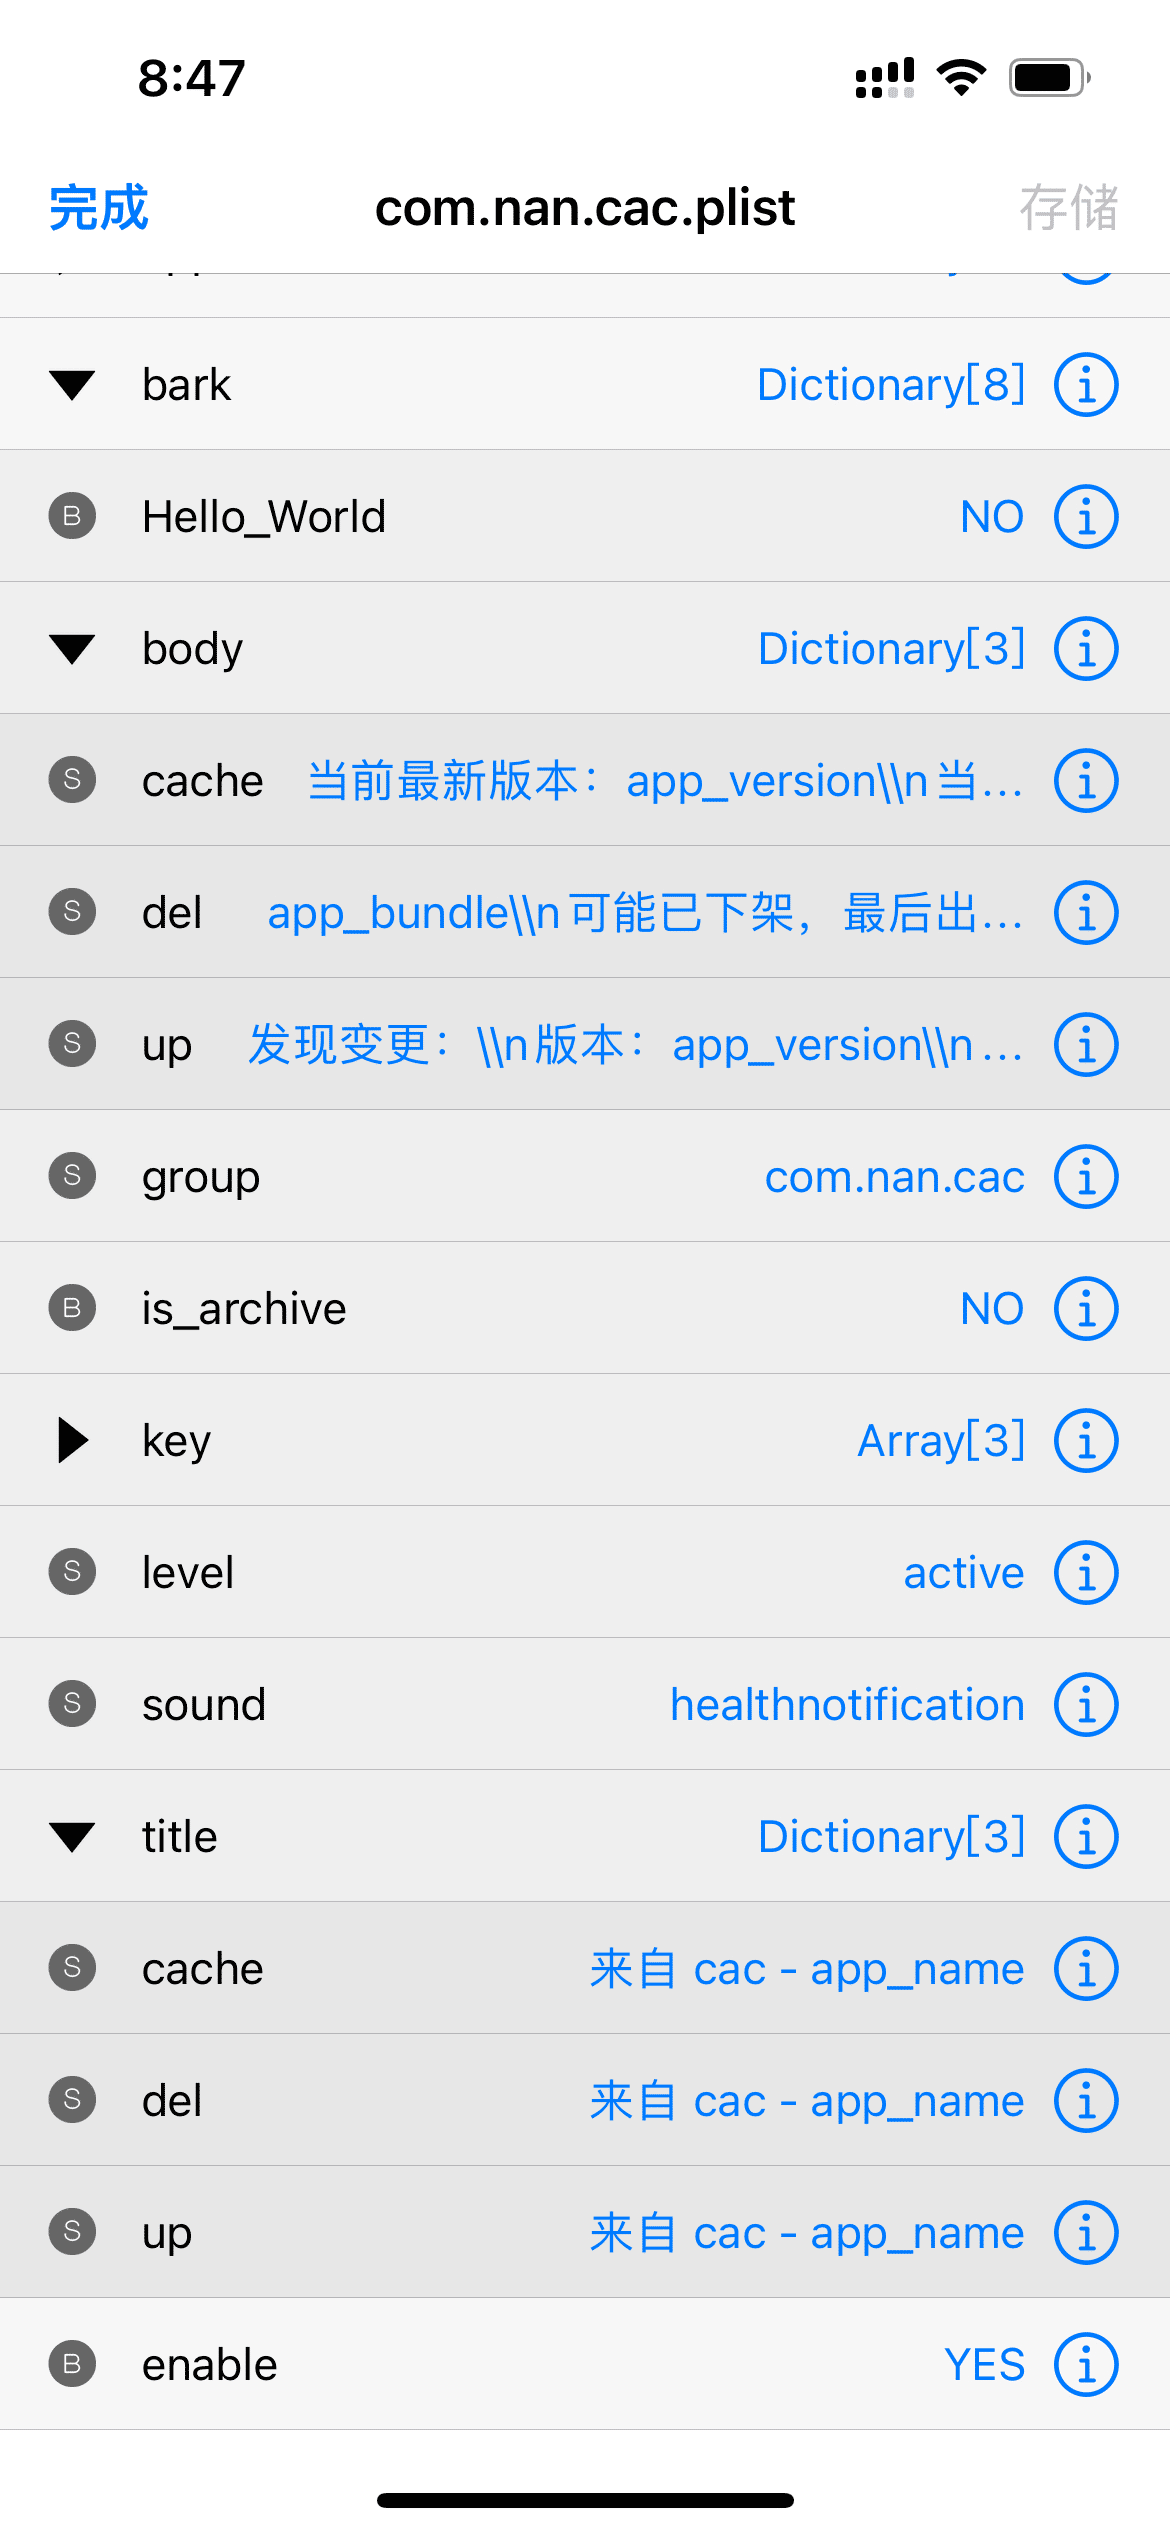 8:47
完成 com.nan.cac.plist 存储
bark Dictionary[8]
B Hello_World NO
body Dictionary[3]
S cache 当前最新版本：app_version\\n当...
S del app_bundle\\n可能已下架，最后出...
S up 发现变更：\\n版本：app_version\\n...
S group com.nan.cac
B is_archive NO
key Array[3]
S level active
S sound healthnotification
title Dictionary[3]
S cache 来自 cac - app_name
S del 来自 cac - app_name
S up 来自 cac - app_name
B enable YES